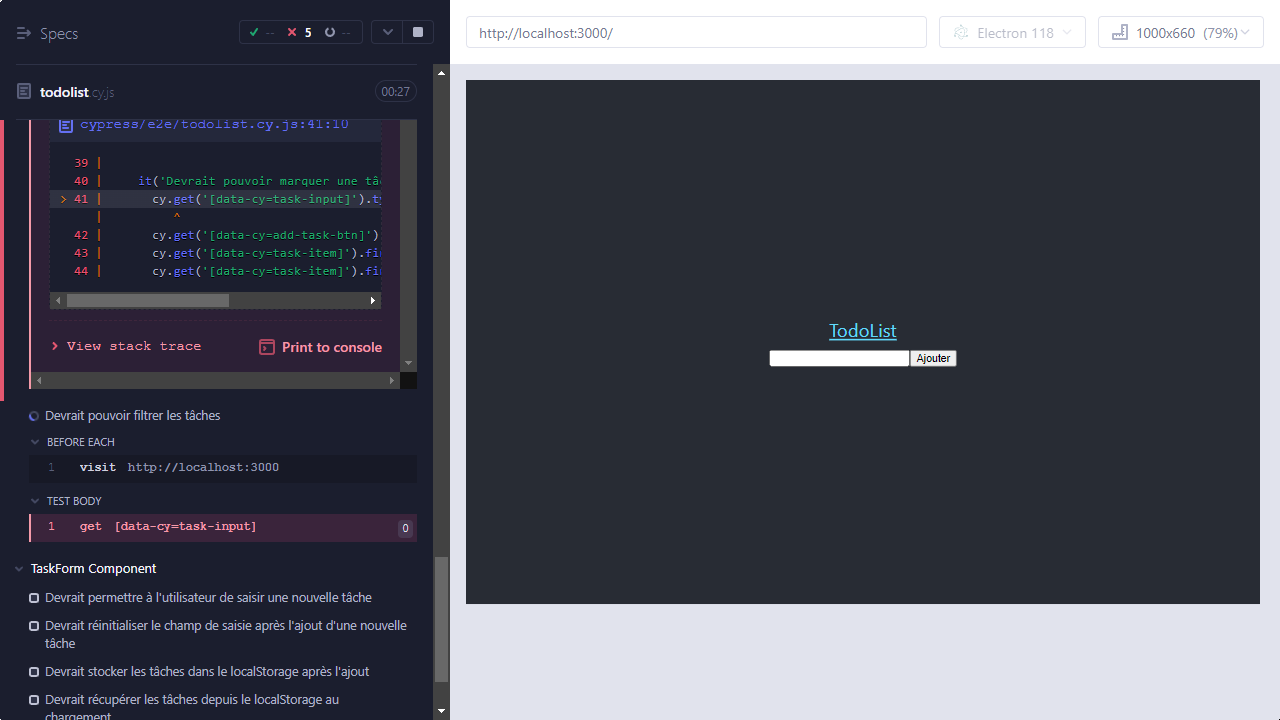 Specs
-- 5 --
todolist.cy.js
00:27
cypress/e2e/todolist.cy.js:41:10
39 |
40 | it('Devrait pouvoir marquer une tâ
> 41 | cy.get('[data-cy=task-input]').t
| ^
42 | cy.get('[data-cy=add-task-btn]')
43 | cy.get('[data-cy=task-item]').fi
44 | cy.get('[data-cy=task-item]').fi
> View stack trace
Print to console
Devrait pouvoir filtrer les tâches
BEFORE EACH
1 visit http://localhost:3000
TEST BODY
1 get [data-cy=task-input] 0
TaskForm Component
Devrait permettre à l'utilisateur de saisir une nouvelle tâche
Devrait réinitialiser le champ de saisie après l'ajout d'une nouvelle
tâche
Devrait stocker les tâches dans le localStorage après l'ajout
Devrait récupérer les tâches depuis le localStorage au
chargement
http://localhost:3000/
Electron 118
1000x660 (79%)
TodoList
Ajouter